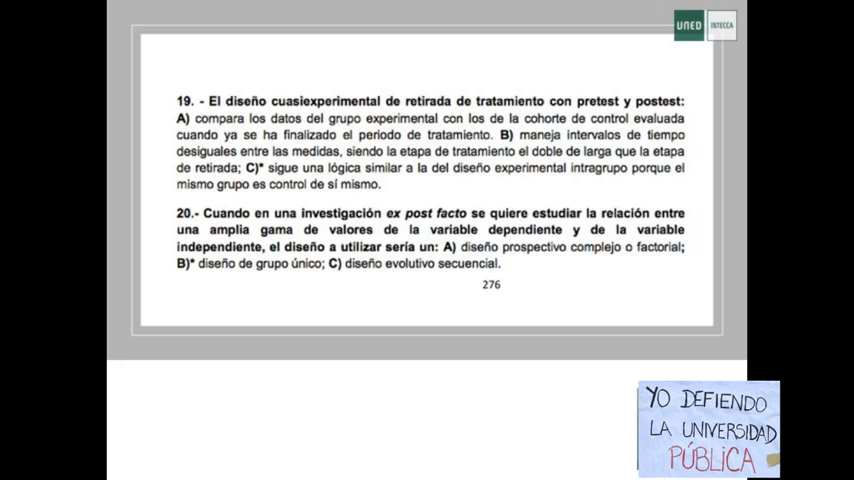 UNED INTECCA
19. - El diseño cuasiexperimental de retirada de tratamiento con pretest y postest:
A) compara los datos del grupo experimental con los de la cohorte de control evaluada
cuando ya se ha finalizado el periodo de tratamiento. B) maneja intervalos de tiempo
desiguales entre las medidas, siendo la etapa de tratamiento el doble de larga que la etapa
de retirada; C)* sigue una lógica similar a la del diseño experimental intragrupo porque el
mismo grupo es control de sí mismo.
20.- Cuando en una investigación ex post facto se quiere estudiar la relación entre
una amplia gama de valores de la variable dependiente y de la variable
independiente, el diseño a utilizar sería un: A) diseño prospectivo complejo o factorial;
B)* diseño de grupo único; C) diseño evolutivo secuencial.
276
YO DEFIENDO
LA UNIVERSIDAD
PÚBLICA